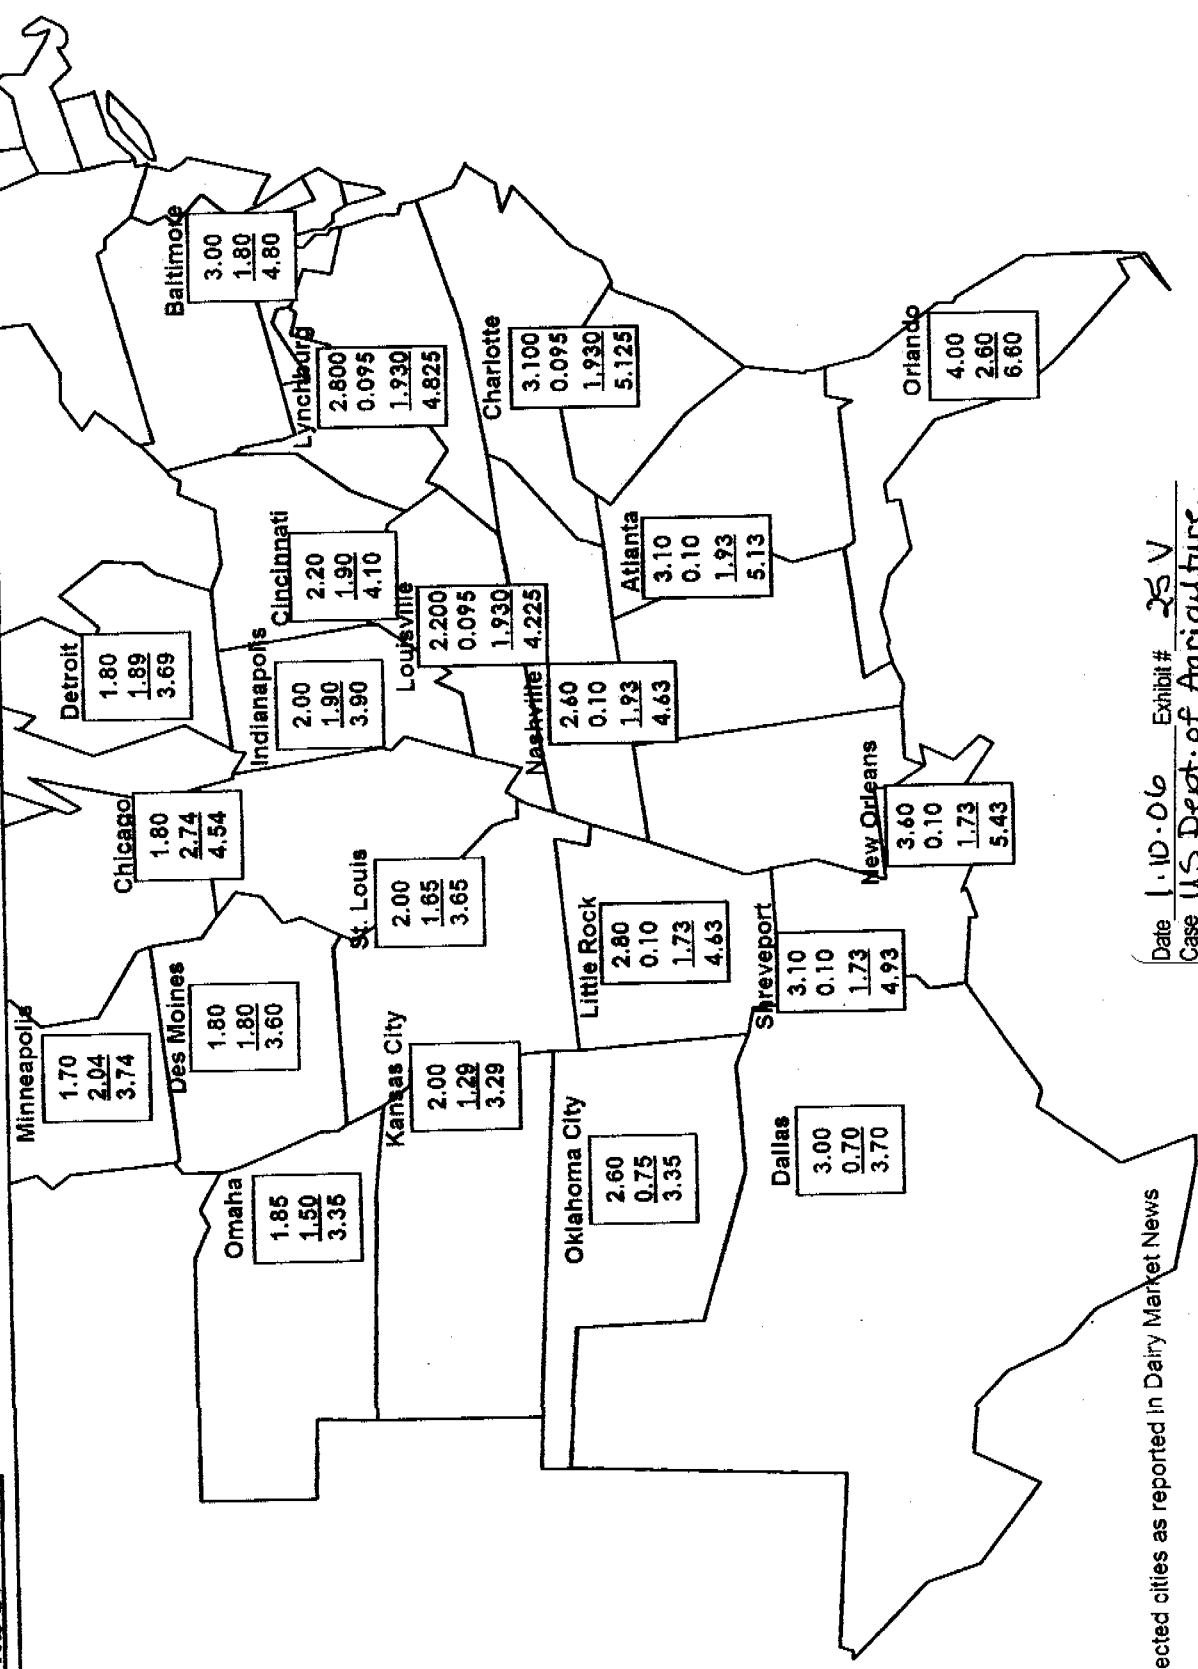 Minneapolis
1.70
2.04
3.74
Des Moines
1.80
1.80
3.60
Omaha
1.85
1.50
3.35
Chicago
1.80
2.74
4.54
Detroit
1.80
1.89
3.69
Indianapolis
2.00
1.90
3.90
Cincinnati
2.20
1.90
4.10
Baltimore
3.00
1.80
4.80
Lynchburg
2.800
0.095
1.930
4.825
Kansas City
2.00
1.29
3.29
St. Louis
2.00
1.65
3.65
Louisville
2.200
0.095
1.930
4.225
Charlotte
3.100
0.095
1.930
5.125
Nashville
2.60
0.10
1.93
4.63
Oklahoma City
2.60
0.75
3.35
Little Rock
2.80
0.10
1.73
4.63
Atlanta
3.10
0.10
1.93
5.13
Dallas
3.00
0.70
3.70
Shreveport
3.10
0.10
1.73
4.93
New Orleans
3.60
0.10
1.73
5.43
Orlando
4.00
2.60
6.60
ected cities as reported in Dairy Market News
Date 1.10.06 Exhibit# 25 V
Case US Dept. of Agriculture